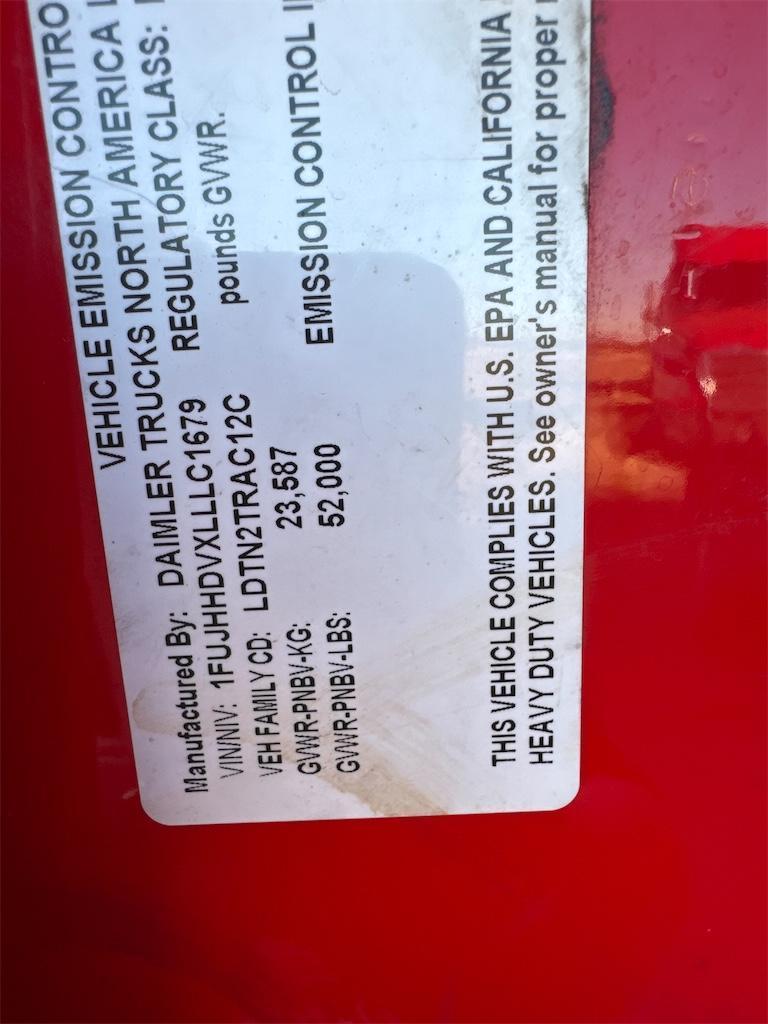 VEHICLE EMISSION CONTRO
Manufactured By: DAIMLER TRUCKS NORTH AMERICA
VIN/NIV: 1FUJHHDVXLLLC1679 REGULATORY CLASS:
VEH FAMILY CD: LDTN2TRAC12C pounds GVWR.
GVWR-PNBV-KG: 23,587
GVWR-PNBV-LBS: 52,000 EMISSION CONTROL
THIS VEHICLE COMPLIES WITH U.S. EPA AND CALIFORNIA
HEAVY DUTY VEHICLES. See owner's manual for proper